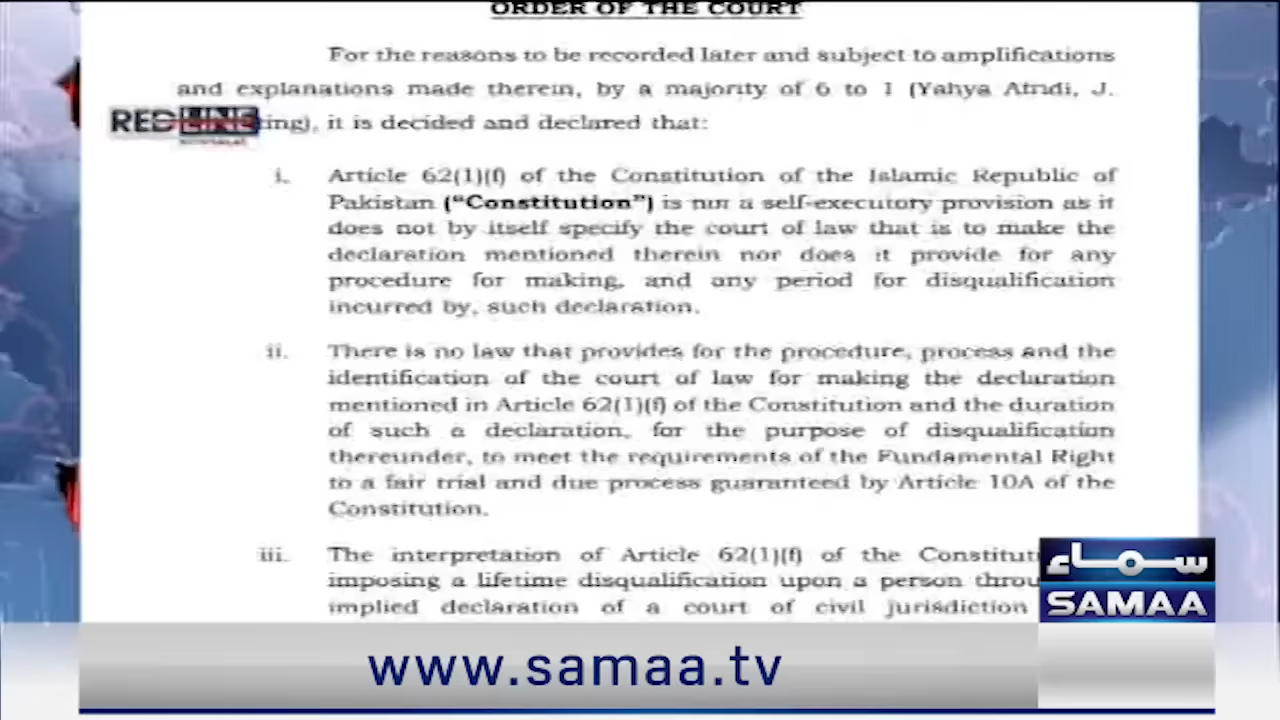 ORDER OF THE COURT
For the reasons to be recorded later and subject to amplifications
and explanations made therein, by a majority of 6 to 1 (Yahya Afridi, J.
RED LINE
ting), it is decided and declared that:
i. Article 62(1)(f) of the Constitution of the Islamic Republic of
Pakistan (“Constitution”) is not a self-executory provision as it
does not by itself specify the court of law that is to make the
declaration mentioned therein nor does it provide for any
procedure for making, and any period for disqualification
incurred by, such declaration.
ii. There is no law that provides for the procedure, process and the
identification of the court of law for making the declaration
mentioned in Article 62(1)(f) of the Constitution and the duration
of such a declaration, for the purpose of disqualification
thereunder, to meet the requirements of the Fundamental Right
to a fair trial and due process guaranteed by Article 10A of the
Constitution.
iii. The interpretation of Article 62(1)(f) of the Constitut
imposing a lifetime disqualification upon a person throu
implied declaration of a court of civil jurisdiction
سماء
SAMAA
www.samaa.tv